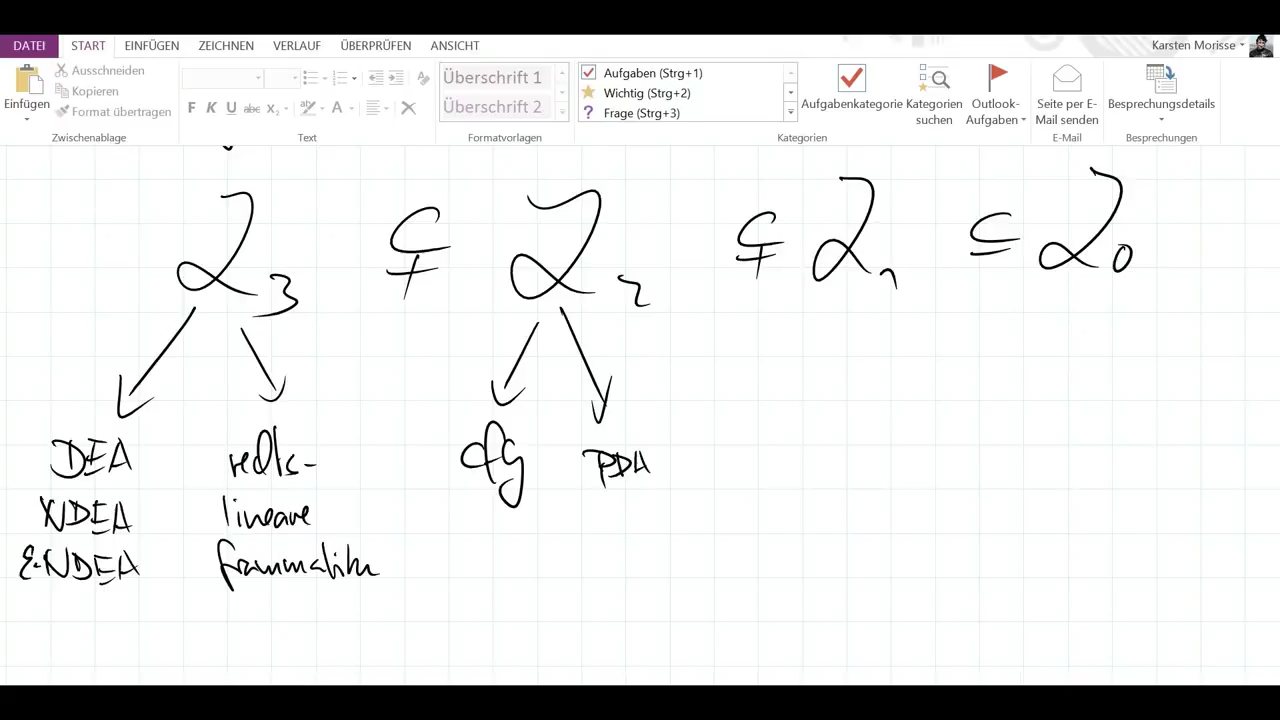 DATEI START EINFÜGEN ZEICHNEN VERLAUF ÜBERPRÜFEN ANSICHT Karsten Morisse
Einfügen
Ausschneiden
Kopieren
Format übertragen
Zwischenablage
F K U abc x₂ A
Text
Überschrift 1
Überschrift 2
Formatvorlagen
Aufgaben (Strg+1)
Wichtig (Strg+2)
? Frage (Strg+3)
Aufgabenkategorie
Kategorien
suchen
Outlook-
Aufgaben
Kategorien
Seite per E-
Mail senden
E-Mail
Besprechungsdetails
Besprechungen
ℒ₃ ⊊ ℒ₂ ⊊ ℒ₁ ⊆ ℒ₀
DEA
NDEA
ε-NDEA
rechts-
lineare
Grammatiken
cfg PDA